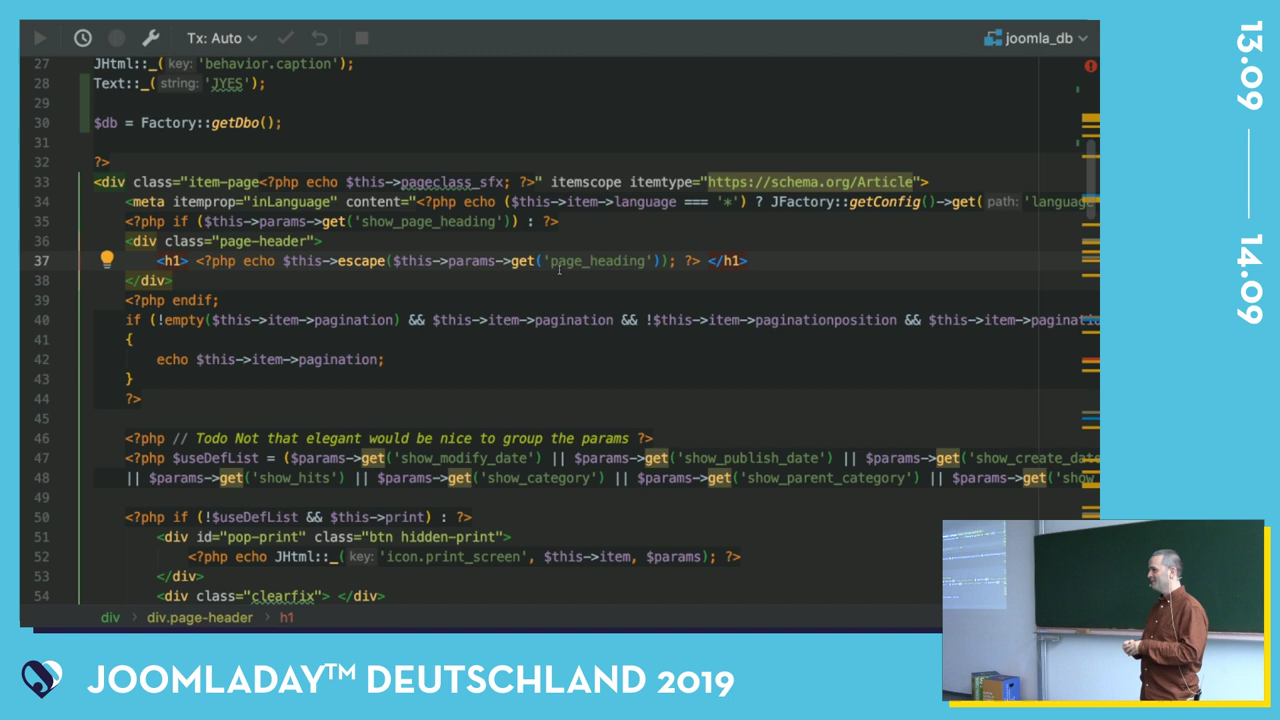 Tx: Auto
joomla_db
27 JHtml::_( key: 'behavior.caption');
28 Text::_( string: 'JYES');
29
30 $db = Factory::getDbo();
31
32 ?>
33 <div class="item-page<?php echo $this->pageclass_sfx; ?>" itemscope itemtype="https://schema.org/Article">
34 <meta itemprop="inLanguage" content="<?php echo ($this->item->language === '*') ? JFactory::getConfig()->get( path: 'language
35 <?php if ($this->params->get('show_page_heading')) : ?>
36 <div class="page-header">
37 <h1> <?php echo $this->escape($this->params->get('page_heading')); ?> </h1>
38 </div>
39 <?php endif;
40 if (!empty($this->item->pagination) && $this->item->pagination && !$this->item->paginationposition && $this->item->paginatio
41 {
42 echo $this->item->pagination;
43 }
44 ?>
45
46 <?php // Todo Not that elegant would be nice to group the params ?>
47 <?php $useDefList = ($params->get('show_modify_date') || $params->get('show_publish_date') || $params->get('show_create_date
48 || $params->get('show_hits') || $params->get('show_category') || $params->get('show_parent_category') || $params->get('show
49
50 <?php if (!$useDefList && $this->print) : ?>
51 <div id="pop-print" class="btn hidden-print">
52 <?php echo JHtml::_( key: 'icon.print_screen', $this->item, $params); ?>
53 </div>
54 <div class="clearfix"> </div>
div > div.page-header > h1
13.09
14.09
JOOMLADAY™ DEUTSCHLAND 2019